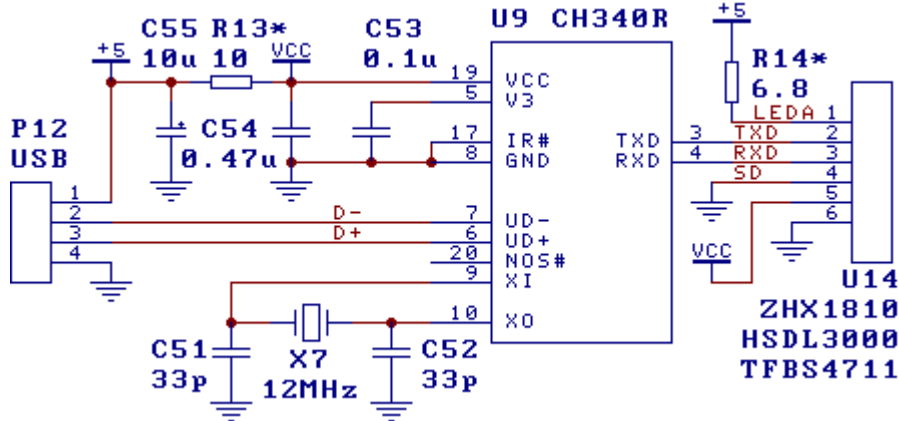 U9 CH340R
+5
C55 R13* VCC C53
10u 10 0.1u
+5
R14*
6.8
19 VCC
5 V3
17 IR#
8 GND
7 UD-
6 UD+
20 NOS#
9 XI
10 XO
TXD 3
RXD 4
LEDA 1
TXD 2
RXD 3
SD 4
5
6
VCC
C54
0.47u
P12
USB
1
2 D-
3 D+
4
C51
33p
X7
12MHz
C52
33p
U14
ZHX1810
HSDL3000
TFBS4711